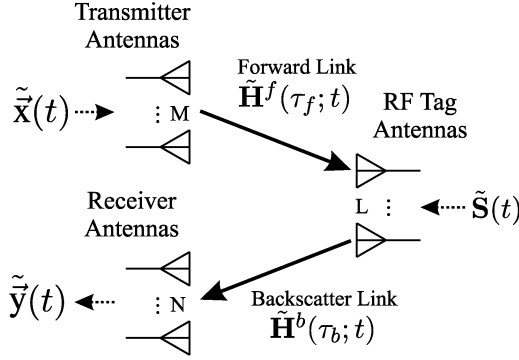 Transmitter
Antennas
x̃⃗(t)
⋮ M
Forward Link
H̃ᶠ(τ_f; t)
RF Tag
Antennas
L ⋮
S̃(t)
Receiver
Antennas
ỹ⃗(t)
⋮ N
Backscatter Link
H̃ᵇ(τ_b; t)